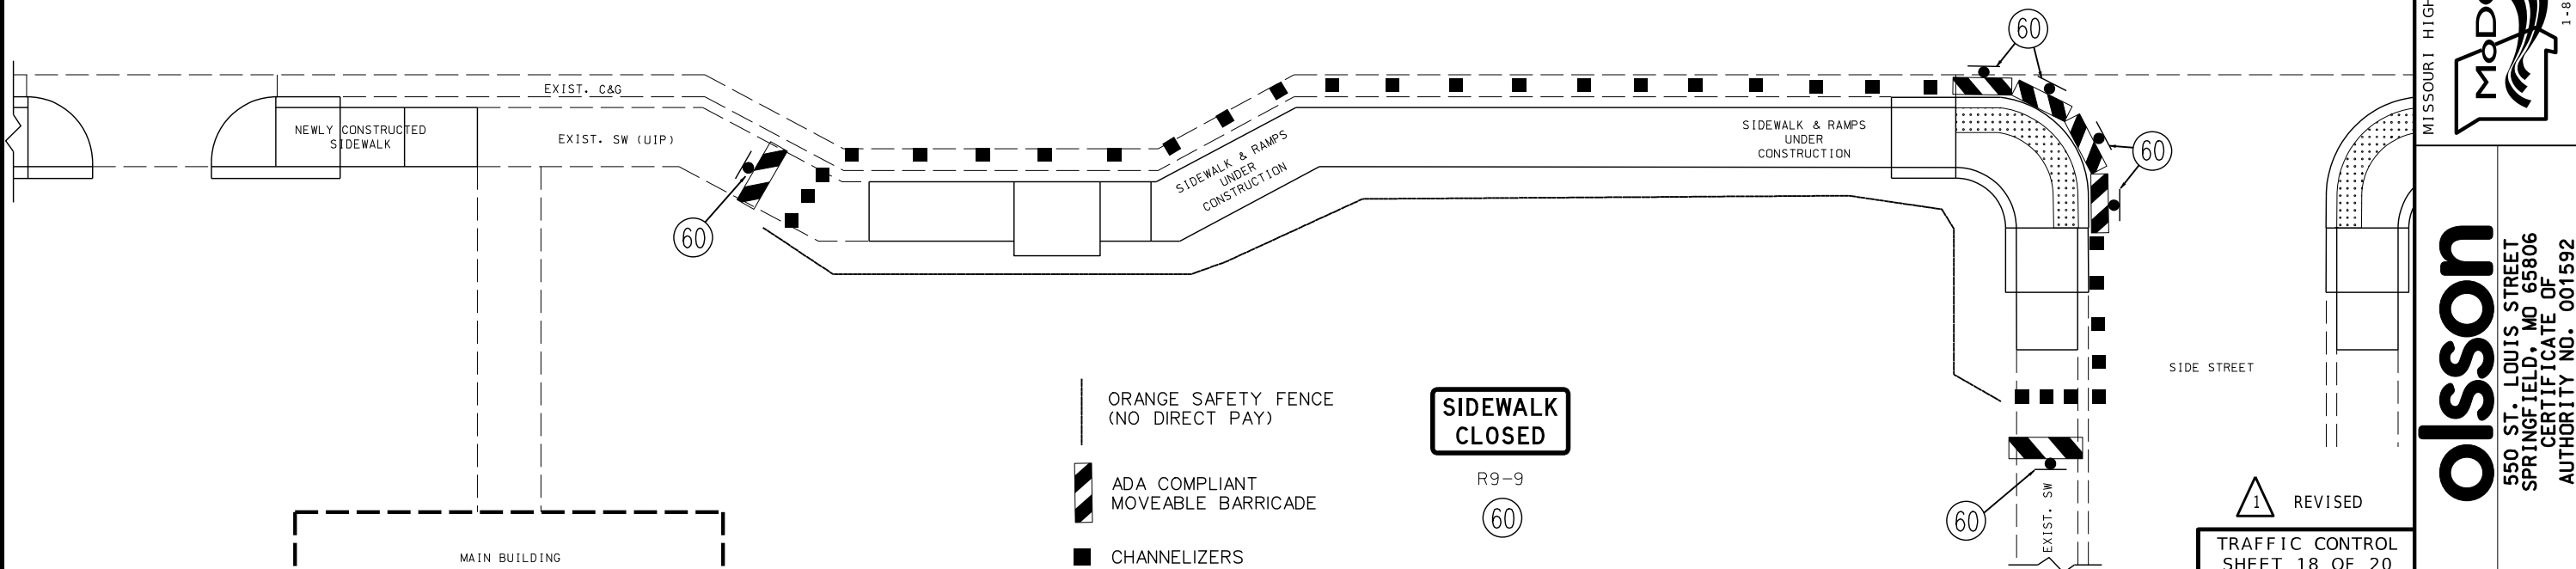 EXIST. C&G
NEWLY CONSTRUCTED
SIDEWALK
EXIST. SW (UIP)
60
SIDEWALK & RAMPS
UNDER
CONSTRUCTION
SIDEWALK & RAMPS
UNDER
CONSTRUCTION
60
60
MAIN BUILDING
ORANGE SAFETY FENCE
(NO DIRECT PAY)
ADA COMPLIANT
MOVEABLE BARRICADE
CHANNELIZERS
SIDEWALK
CLOSED
R9-9
60
SIDE STREET
60
EXIST. SW
1
REVISED
TRAFFIC CONTROL
SHEET 18 OF 20
olsson
550 ST. LOUIS STREET
SPRINGFIELD, MO 65806
CERTIFICATE OF
AUTHORITY NO. 001592
MISSOURI
1-8